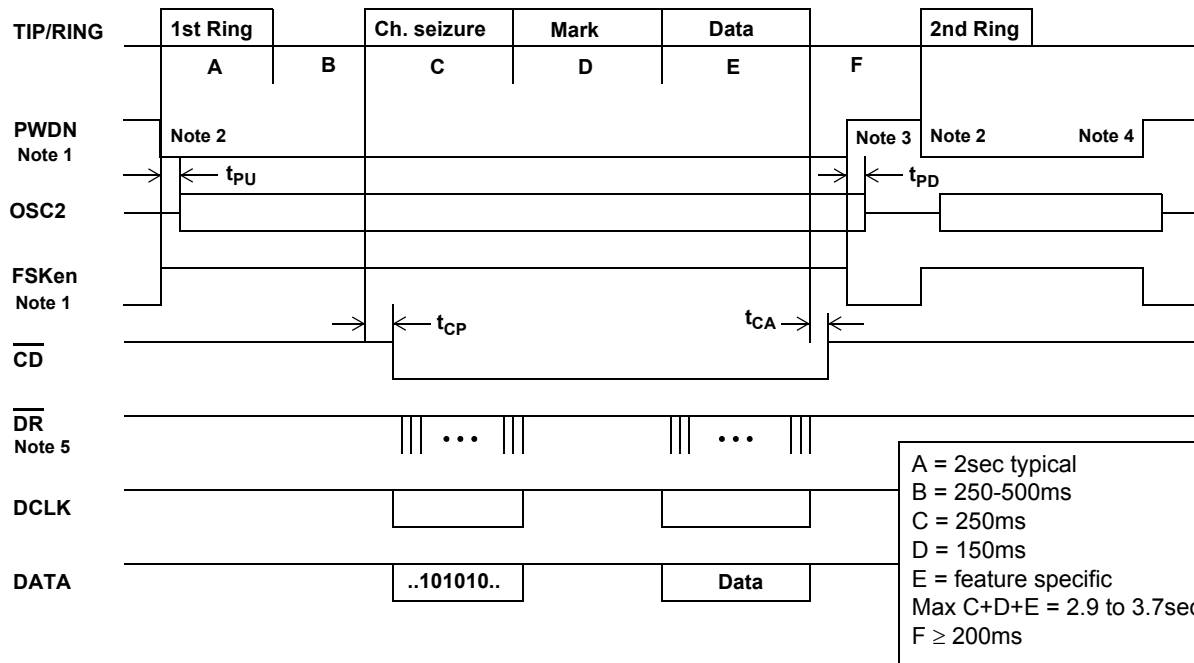 TIP/RING 1st Ring Ch. seizure Mark Data 2nd Ring
A B C D E F
PWDN Note 2 Note 3 Note 2 Note 4
Note 1
tPU tPD
OSC2
FSKen
Note 1
tCP tCA
CD
DR
Note 5 • • • • • •
DCLK
DATA ..101010.. Data
A = 2sec typical
B = 250-500ms
C = 250ms
D = 150ms
E = feature specific
Max C+D+E = 2.9 to 3.7sec
F ≥ 200ms